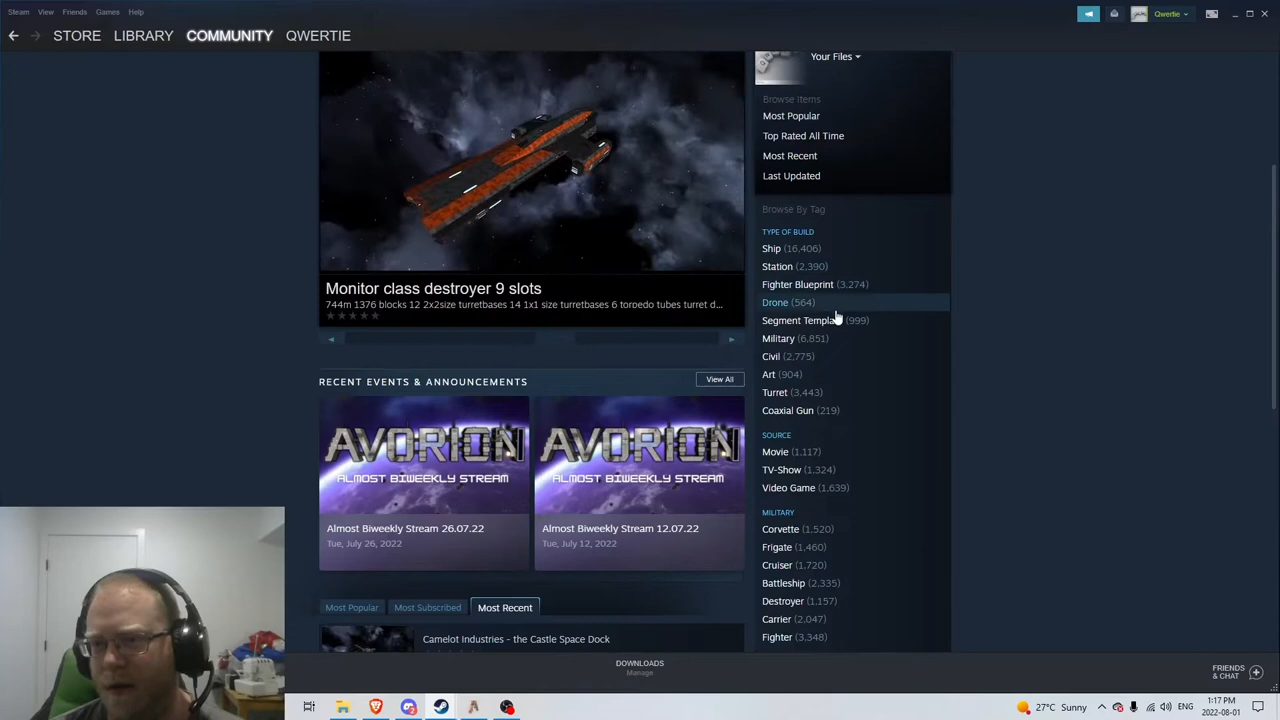 Steam View Friends Games Help
Qwertie
STORE LIBRARY COMMUNITY QWERTIE
Your Files
Browse Items
Most Popular
Top Rated All Time
Most Recent
Last Updated
Browse By Tag
TYPE OF BUILD
Ship (16,406)
Station (2,390)
Fighter Blueprint (3,274)
Drone (564)
Segment (999)
Military (6,851)
Civil (2,775)
Art (904)
Turret (3,443)
Coaxial Gun (219)
SOURCE
Movie (1,117)
TV-Show (1,324)
Video Game (1,639)
MILITARY
Corvette (1,520)
Frigate (1,460)
Cruiser (1,720)
Battleship (2,335)
Destroyer (1,157)
Carrier (2,047)
Fighter (3,348)
Monitor class destroyer 9 slots
744m 1376 blocks 12 2x2size turretbases 14 1x1 size turretbases 6 torpedo tubes turret d...
RECENT EVENTS & ANNOUNCEMENTS
View All
AVORION
ALMOST BIWEEKLY STREAM
Almost Biweekly Stream 26.07.22
Tue, July 26, 2022
AVORION
ALMOST BIWEEKLY STREAM
Almost Biweekly Stream 12.07.22
Tue, July 12, 2022
Most Popular Most Subscribed Most Recent
Camelot Industries - the Castle Space Dock
DOWNLOADS
Manage
FRIENDS
& CHAT
27°C Sunny
ENG
1:17 PM
2022-08-01